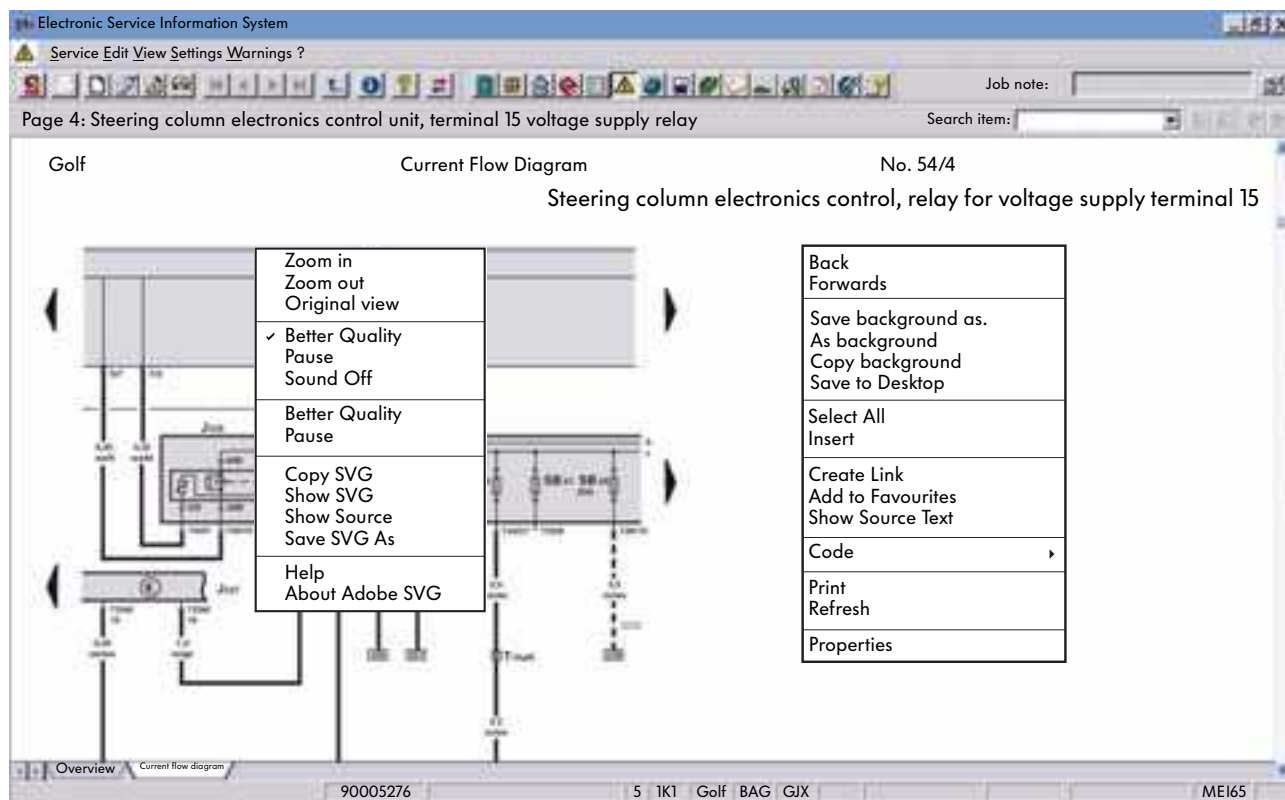 Electronic Service Information System
Service Edit View Settings Warnings ?
Job note:
Page 4: Steering column electronics control unit, terminal 15 voltage supply relay
Search item:
Golf
Current Flow Diagram
No. 54/4
Steering column electronics control, relay for voltage supply terminal 15
Zoom in
Zoom out
Original view
✓ Better Quality
Pause
Sound Off
Better Quality
Pause
Copy SVG
Show SVG
Show Source
Save SVG As
Help
About Adobe SVG
Back
Forwards
Save background as.
As background
Copy background
Save to Desktop
Select All
Insert
Create Link
Add to Favourites
Show Source Text
Code
Print
Refresh
Properties
Overview
Current flow diagram
90005276
5 1K1 Golf BAG GJX
MEI65